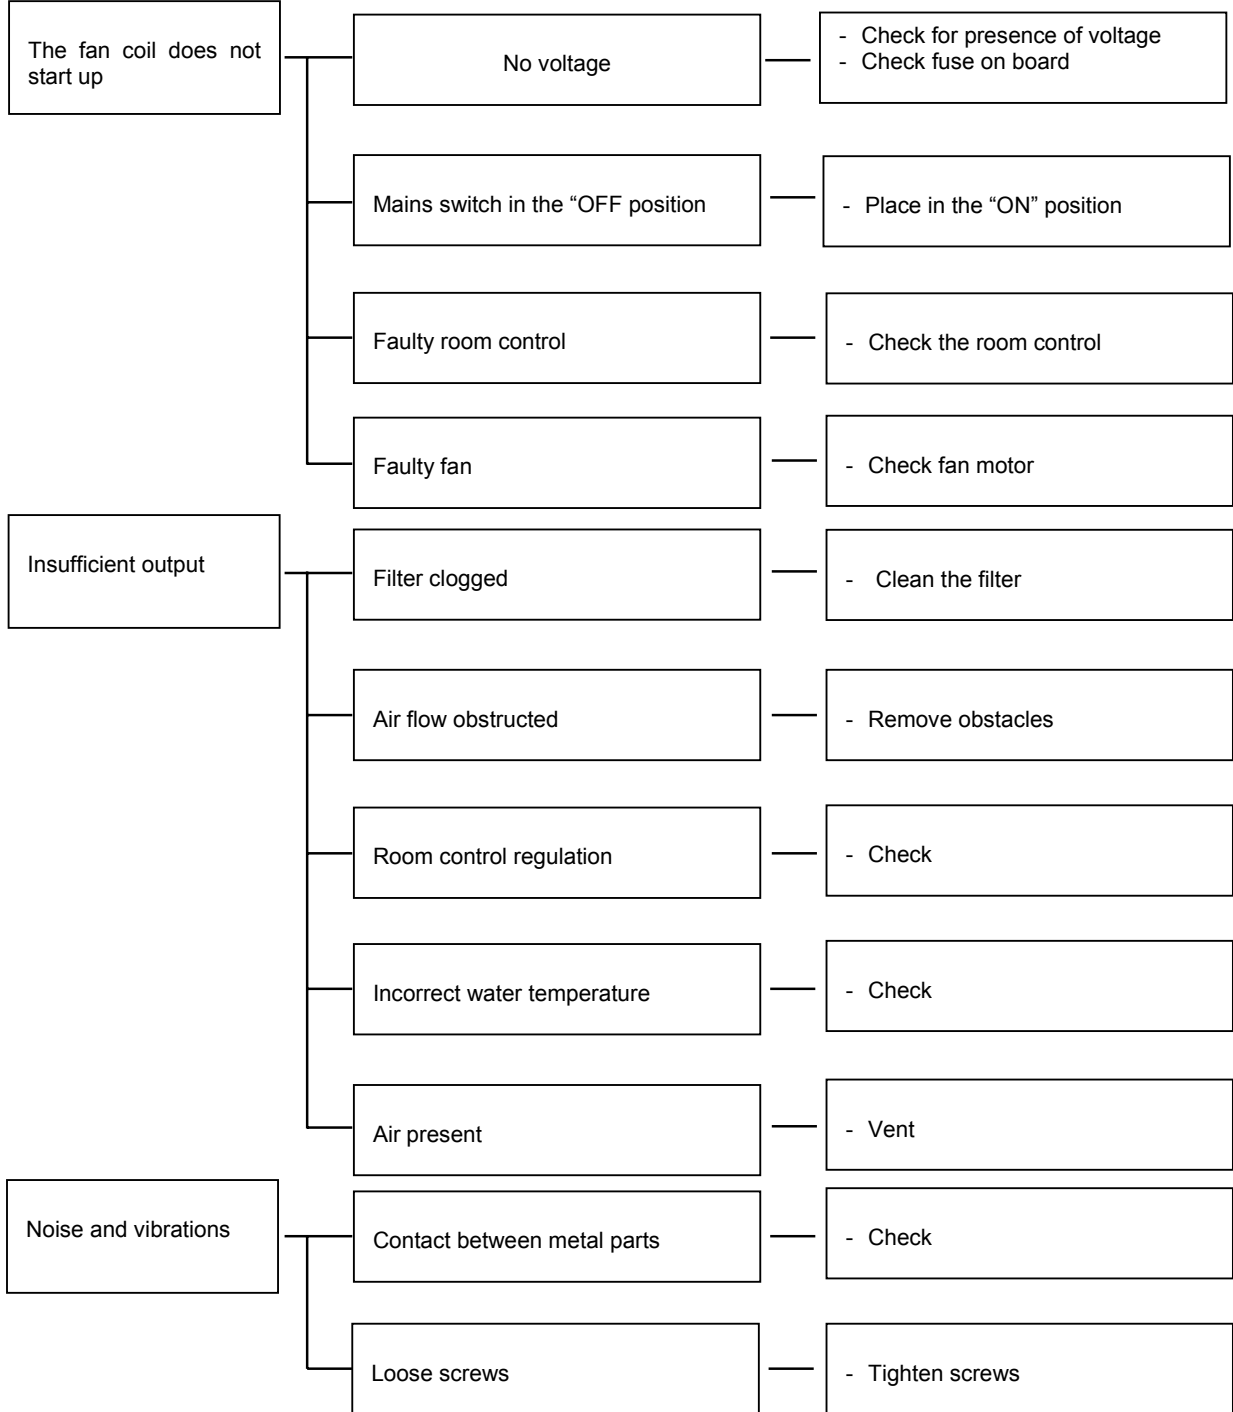 The fan coil does not
start up
No voltage
- Check for presence of voltage
- Check fuse on board
Mains switch in the “OFF position
- Place in the “ON” position
Faulty room control
- Check the room control
Faulty fan
- Check fan motor
Insufficient output
Filter clogged
- Clean the filter
Air flow obstructed
- Remove obstacles
Room control regulation
- Check
Incorrect water temperature
- Check
Air present
- Vent
Noise and vibrations
Contact between metal parts
- Check
Loose screws
- Tighten screws